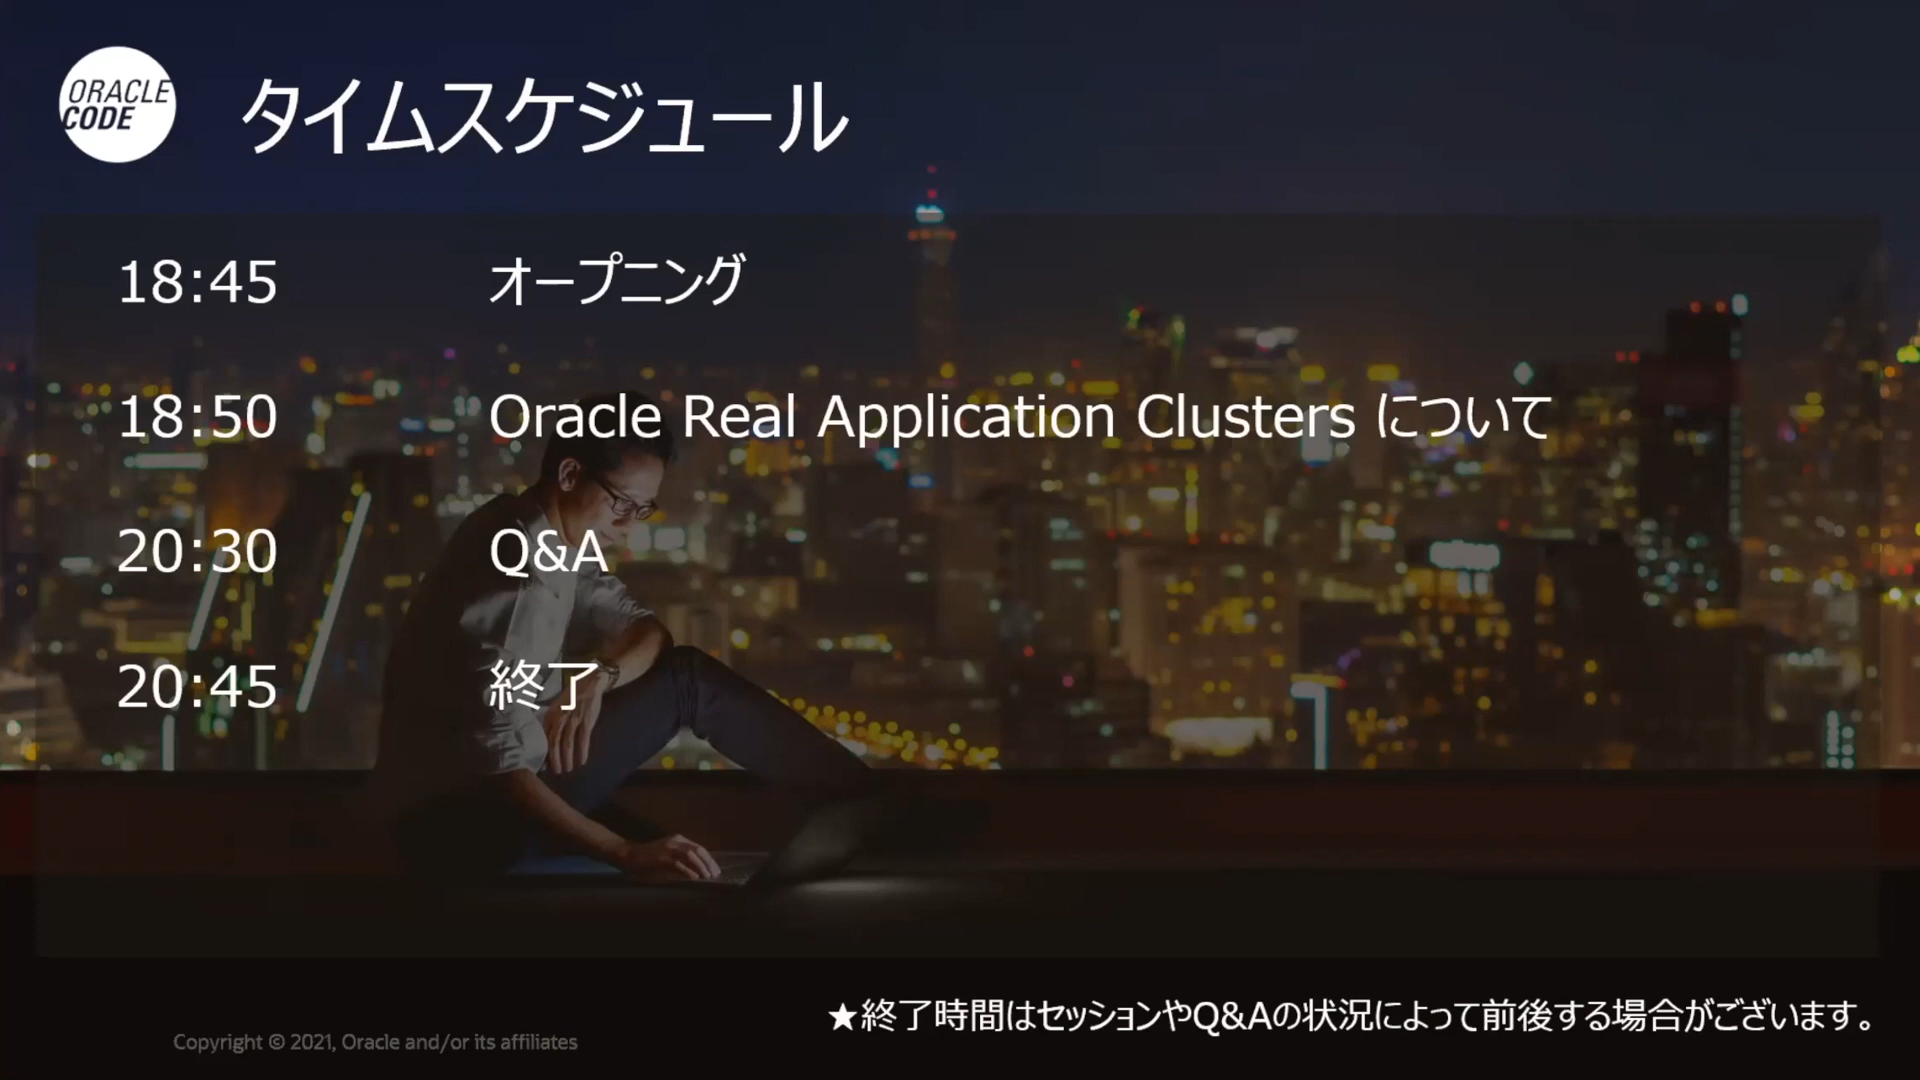 ORACLE
CODE
タイムスケジュール
18:45 オープニング
18:50 Oracle Real Application Clusters について
20:30 Q&A
20:45 終了
★終了時間はセッションやQ&Aの状況によって前後する場合がございます。
Copyright © 2021, Oracle and/or its affiliates